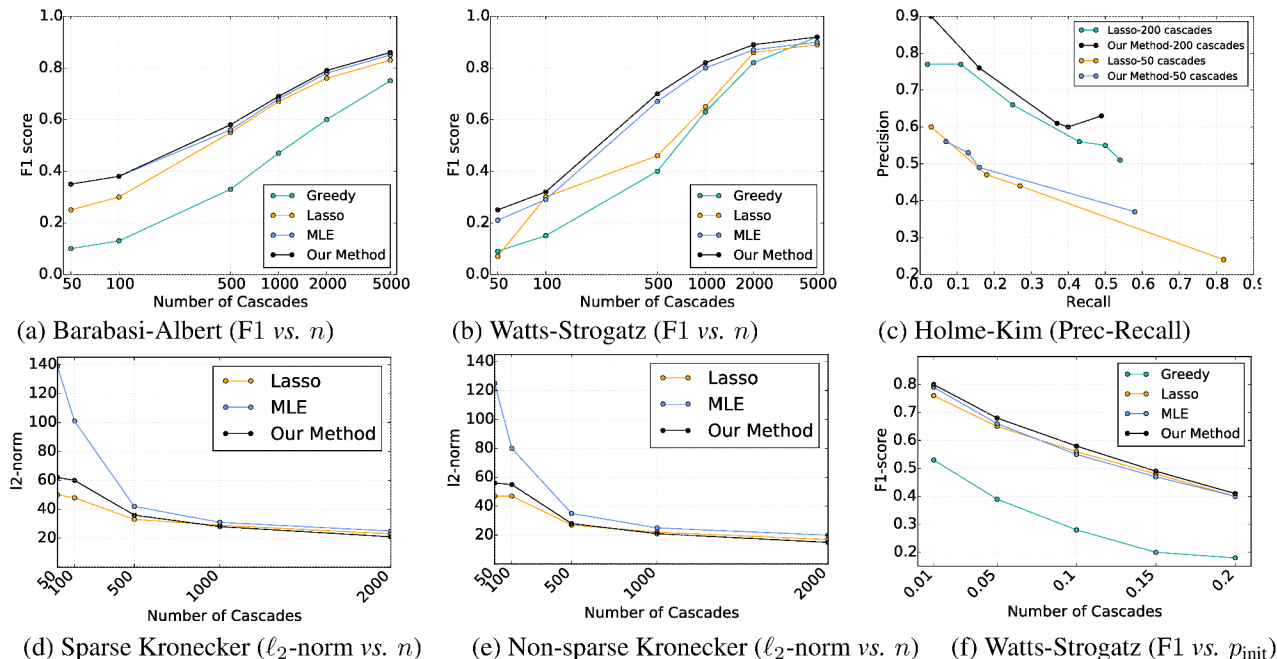 F1 score
1.0
0.8
0.6
0.4
0.2
0.0
50 100 500 1000 2000 5000
Number of Cascades
Greedy
Lasso
MLE
Our Method
(a) Barabasi-Albert (F1 vs. n)
F1 score
1.0
0.8
0.6
0.4
0.2
0.0
50 100 500 1000 2000 5000
Number of Cascades
Greedy
Lasso
MLE
Our Method
(b) Watts-Strogatz (F1 vs. n)
Precision
0.9
0.8
0.7
0.6
0.5
0.4
0.3
0.2
0.0 0.1 0.2 0.3 0.4 0.5 0.6 0.7 0.8 0.9
Recall
Lasso-200 cascades
Our Method-200 cascades
Lasso-50 cascades
Our Method-50 cascades
(c) Holme-Kim (Prec-Recall)
l2-norm
140
120
100
80
60
40
20
50 100 500 1000 2000
Number of Cascades
Lasso
MLE
Our Method
(d) Sparse Kronecker (ℓ₂-norm vs. n)
l2-norm
140
120
100
80
60
40
20
50 100 500 1000 2000
Number of Cascades
Lasso
MLE
Our Method
(e) Non-sparse Kronecker (ℓ₂-norm vs. n)
F1-score
0.8
0.7
0.6
0.5
0.4
0.3
0.2
0.01 0.05 0.1 0.15 0.2
Number of Cascades
Greedy
Lasso
MLE
Our Method
(f) Watts-Strogatz (F1 vs. p_init)